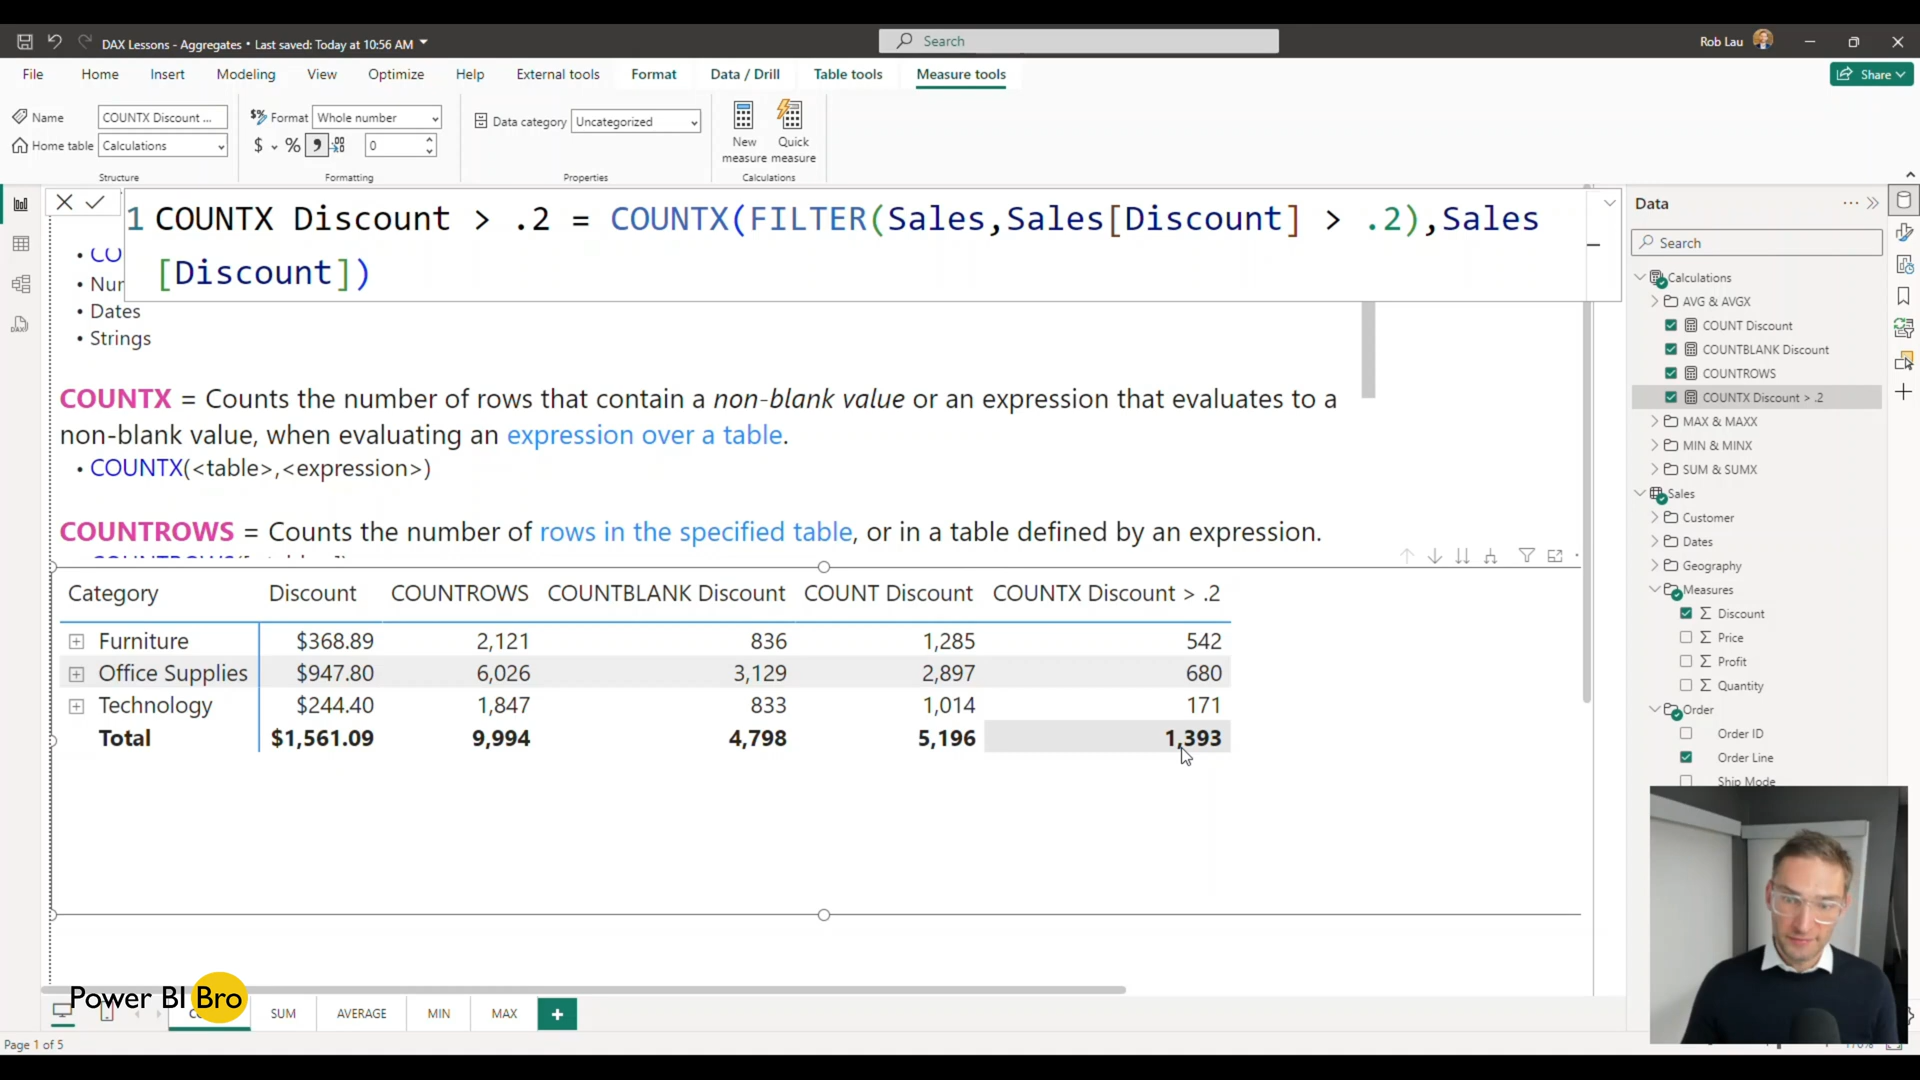 DAX Lessons - Aggregates • Last saved: Today at 10:56 AM
Search
Rob Lau
File Home Insert Modeling View Optimize Help External tools Format Data / Drill Table tools Measure tools
Share
Name COUNTX Discount ...
Home table Calculations
Structure
Format Whole number
$ % 0
Formatting
Data category Uncategorized
Properties
New measure
Quick measure
Calculations
1 COUNTX Discount > .2 = COUNTX(FILTER(Sales,Sales[Discount] > .2),Sales
[Discount])
• CO
• Nur
• Dates
• Strings
COUNTX = Counts the number of rows that contain a non-blank value or an expression that evaluates to a
non-blank value, when evaluating an expression over a table.
• COUNTX(<table>,<expression>)
COUNTROWS = Counts the number of rows in the specified table, or in a table defined by an expression.
Category Discount COUNTROWS COUNTBLANK Discount COUNT Discount COUNTX Discount > .2
Furniture $368.89 2,121 836 1,285 542
Office Supplies $947.80 6,026 3,129 2,897 680
Technology $244.40 1,847 833 1,014 171
Total $1,561.09 9,994 4,798 5,196 1,393
Data
Search
Calculations
AVG & AVGX
COUNT Discount
COUNTBLANK Discount
COUNTROWS
COUNTX Discount > .2
MAX & MAXX
MIN & MINX
SUM & SUMX
Sales
Customer
Dates
Geography
Measures
Discount
Price
Profit
Quantity
Order
Order ID
Order Line
Ship Mode
Power BI Bro
SUM AVERAGE MIN MAX +
Page 1 of 5